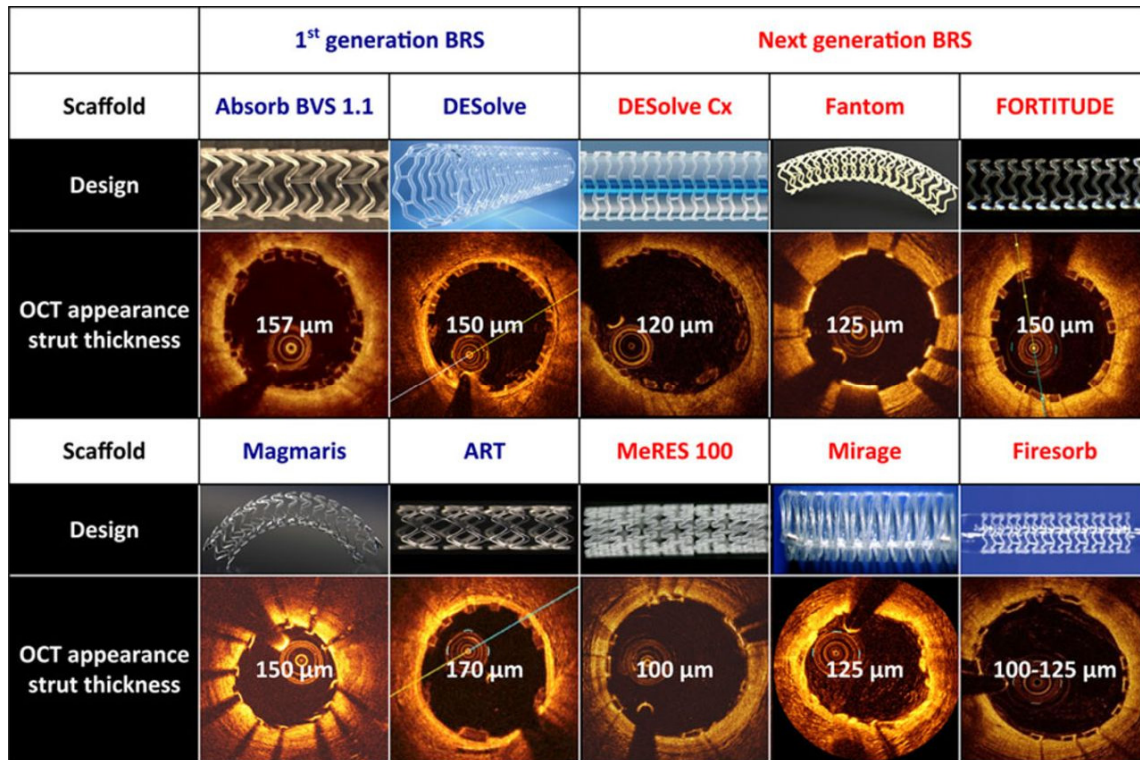 1st generation BRS Next generation BRS
Scaffold Absorb BVS 1.1 DESolve DESolve Cx Fantom FORTITUDE
Design
OCT appearance
strut thickness
157 µm 150 µm 120 µm 125 µm 150 µm
Scaffold Magmaris ART MeRES 100 Mirage Firesorb
Design
OCT appearance
strut thickness
150 µm 170 µm 100 µm 125 µm 100-125 µm